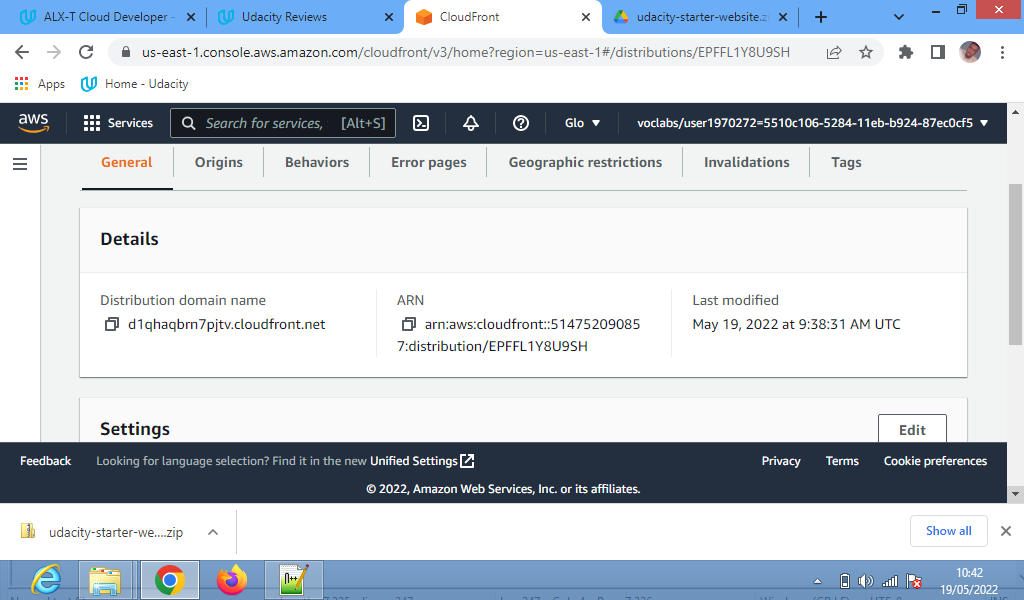 ALX-T Cloud Developer -
Udacity Reviews
CloudFront
udacity-starter-website.z
us-east-1.console.aws.amazon.com/cloudfront/v3/home?region=us-east-1#/distributions/EPFFL1Y8U9SH
Apps
Home - Udacity
aws
Services
Search for services, [Alt+S]
Glo
voclabs/user1970272=5510c106-5284-11eb-b924-87ec0cf5
General
Origins
Behaviors
Error pages
Geographic restrictions
Invalidations
Tags
Details
Distribution domain name
d1qhaqbrn7pjtv.cloudfront.net
ARN
arn:aws:cloudfront::51475209085
7:distribution/EPFFL1Y8U9SH
Last modified
May 19, 2022 at 9:38:31 AM UTC
Settings
Edit
Feedback
Looking for language selection? Find it in the new Unified Settings
Privacy
Terms
Cookie preferences
© 2022, Amazon Web Services, Inc. or its affiliates.
udacity-starter-we....zip
Show all
10:42
19/05/2022